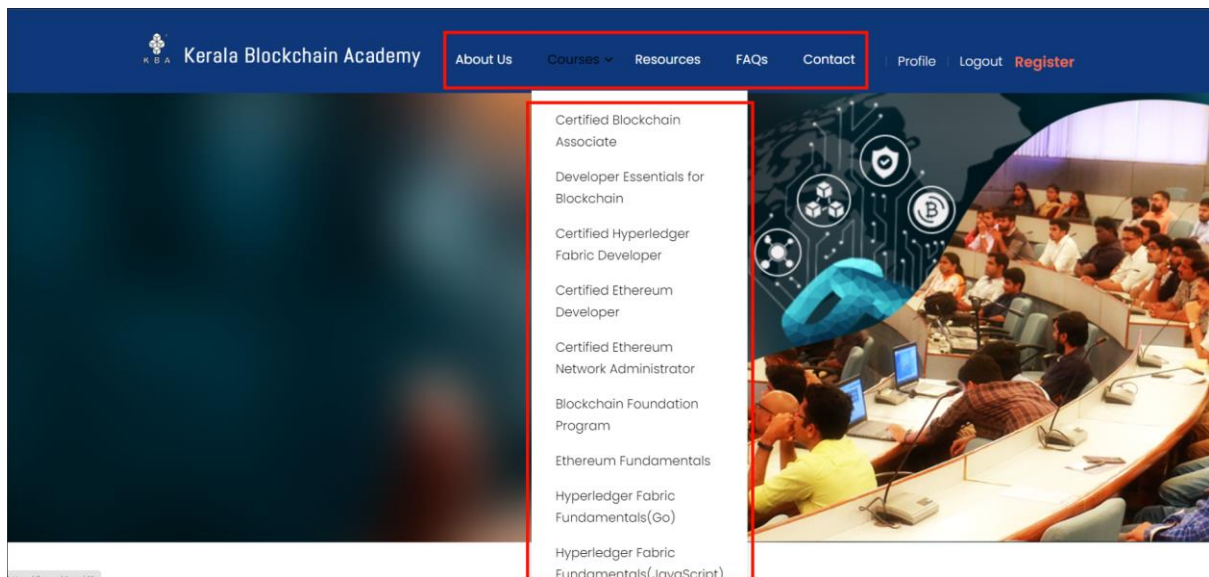 KBA
Kerala Blockchain Academy
About Us
Courses
Resources
FAQs
Contact
Profile
Logout
Register
Certified Blockchain
Associate
Developer Essentials for
Blockchain
Certified Hyperledger
Fabric Developer
Certified Ethereum
Developer
Certified Ethereum
Network Administrator
Blockchain Foundation
Program
Ethereum Fundamentals
Hyperledger Fabric
Fundamentals(Go)
Hyperledger Fabric
Fundamentals(JavaScript)